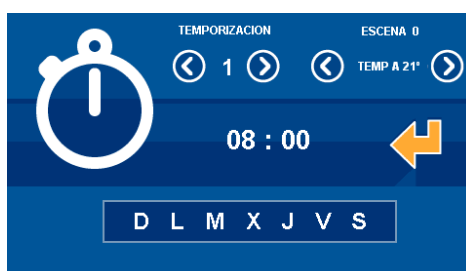 TEMPORIZACION ESCENA 0
1 TEMP A 21°
08 : 00
D L M X J V S